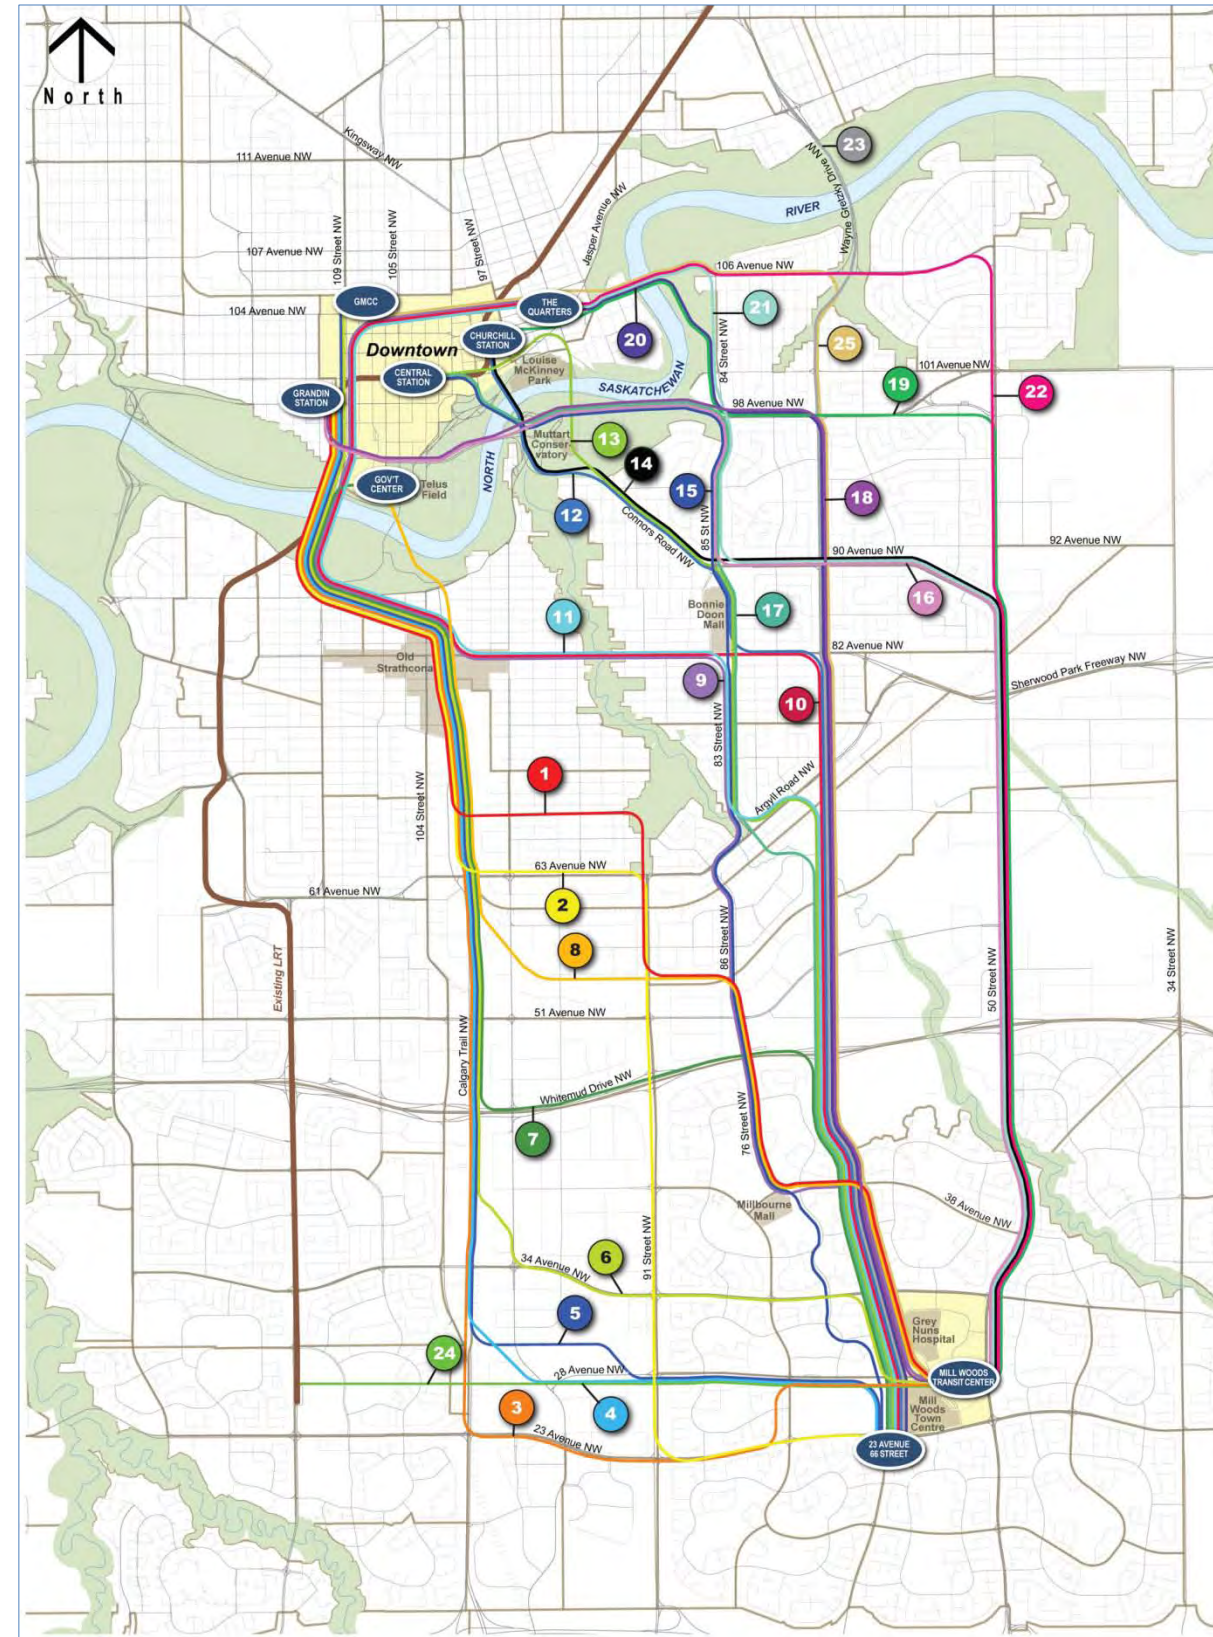 North
Kingsway NW
111 Avenue NW
23
Wayne Gretzky Drive NW
RIVER
109 Street NW
105 Street NW
97 Street NW
Jasper Avenue NW
107 Avenue NW
106 Avenue NW
GMCC
THE
QUARTERS
104 Avenue NW
21
84 Street NW
CHURCHILL
STATION
20
25
Downtown
Louise
McKinney
Park
101 Avenue NW
CENTRAL
STATION
SASKATCHEWAN
19
22
GRANDIN
STATION
98 Avenue NW
Muttart
Conser-
vatory
13
14
NORTH
GOV'T
CENTER
Telus
Field
15
18
12
Connors Road NW
85 St NW
90 Avenue NW
92 Avenue NW
16
Bonnie
Doon
Mall
17
11
82 Avenue NW
Old
Strathcona
Sherwood Park Freeway NW
9
10
83 Street NW
1
Argyll Road NW
104 Street NW
63 Avenue NW
61 Avenue NW
2
8
86 Street NW
34 Street NW
Existing LRT
50 Street NW
51 Avenue NW
Calgary Trail NW
Whitemud Drive NW
7
76 Street NW
Millbourne
Mall
38 Avenue NW
6
34 Avenue NW
91 Street NW
5
Grey
Nuns
Hospital
24
28 Avenue NW
MILL WOODS
TRANSIT CENTER
3
4
Mill
Woods
Town
Centre
23 Avenue NW
23 AVENUE
66 STREET